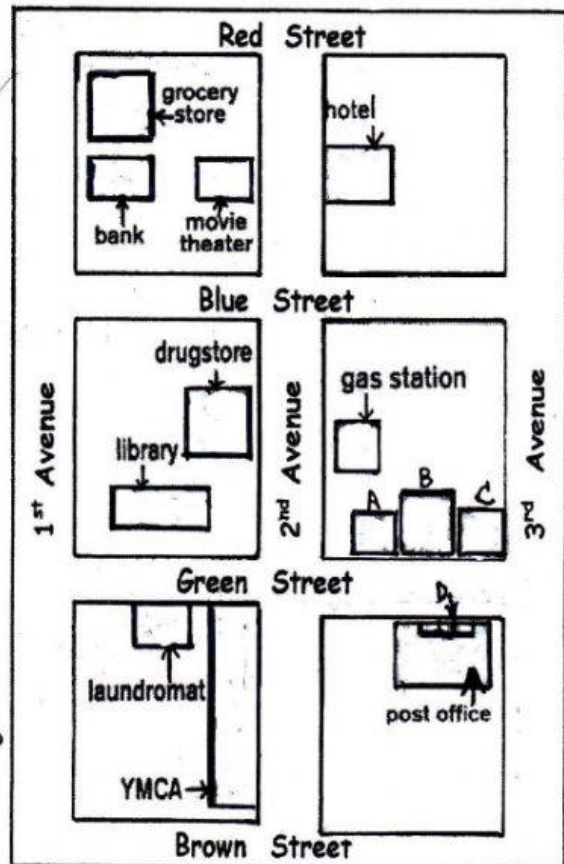 Red Street
grocery
store
hotel
bank
movie
theater
Blue Street
drugstore
gas station
library
1st Avenue
2nd Avenue
3rd Avenue
A
B
C
Green Street
D
laundromat
post office
YMCA
Brown Street